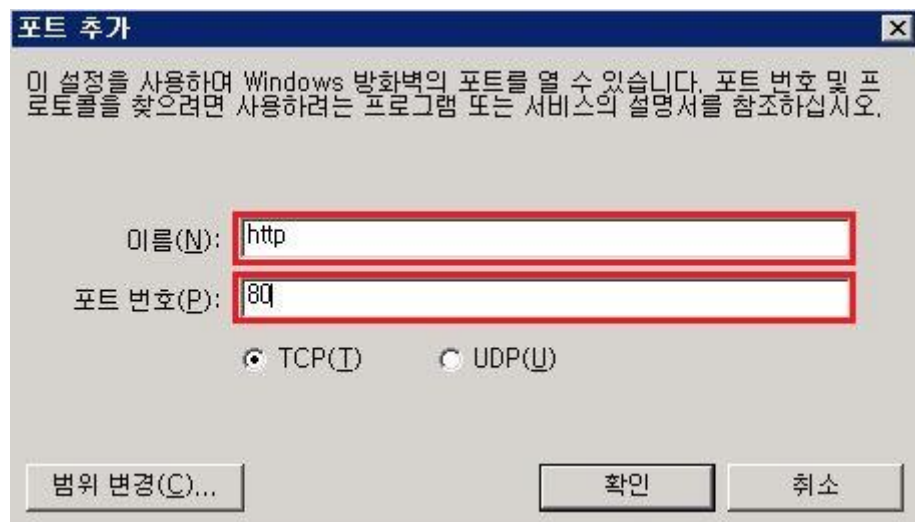 포트 추가
이 설정을 사용하여 Windows 방화벽의 포트를 열 수 있습니다. 포트 번호 및 프
로토콜을 찾으려면 사용하려는 프로그램 또는 서비스의 설명서를 참조하십시오.
이름(N): http
포트 번호(P): 80
TCP(T) UDP(U)
범위 변경(C)... 확인 취소